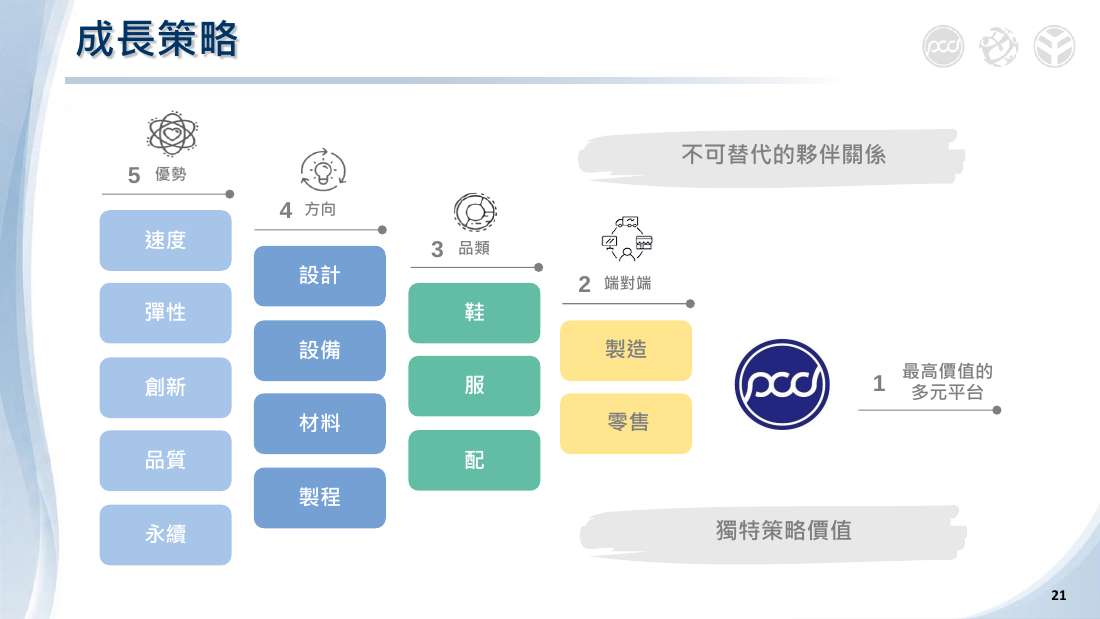 成長策略
pcd
5 優勢
速度
彈性
創新
品質
永續
4 方向
設計
設備
材料
製程
3 品類
鞋
服
配
2 端對端
製造
零售
不可替代的夥伴關係
pcd
1 最高價值的
多元平台
獨特策略價值
21